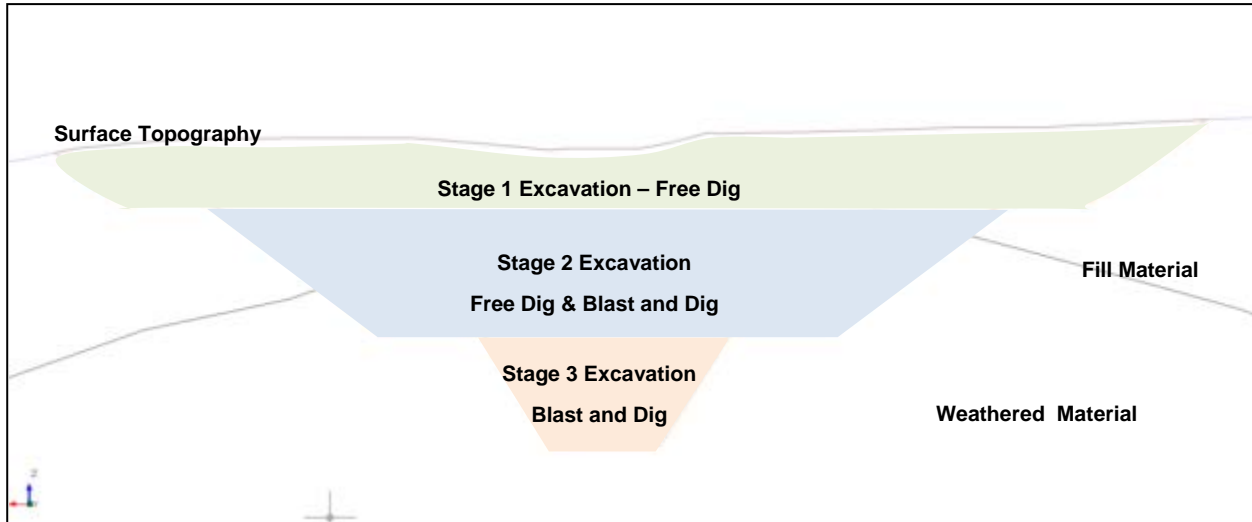 Surface Topography
Stage 1 Excavation – Free Dig
Stage 2 Excavation
Free Dig & Blast and Dig
Fill Material
Stage 3 Excavation
Blast and Dig
Weathered Material